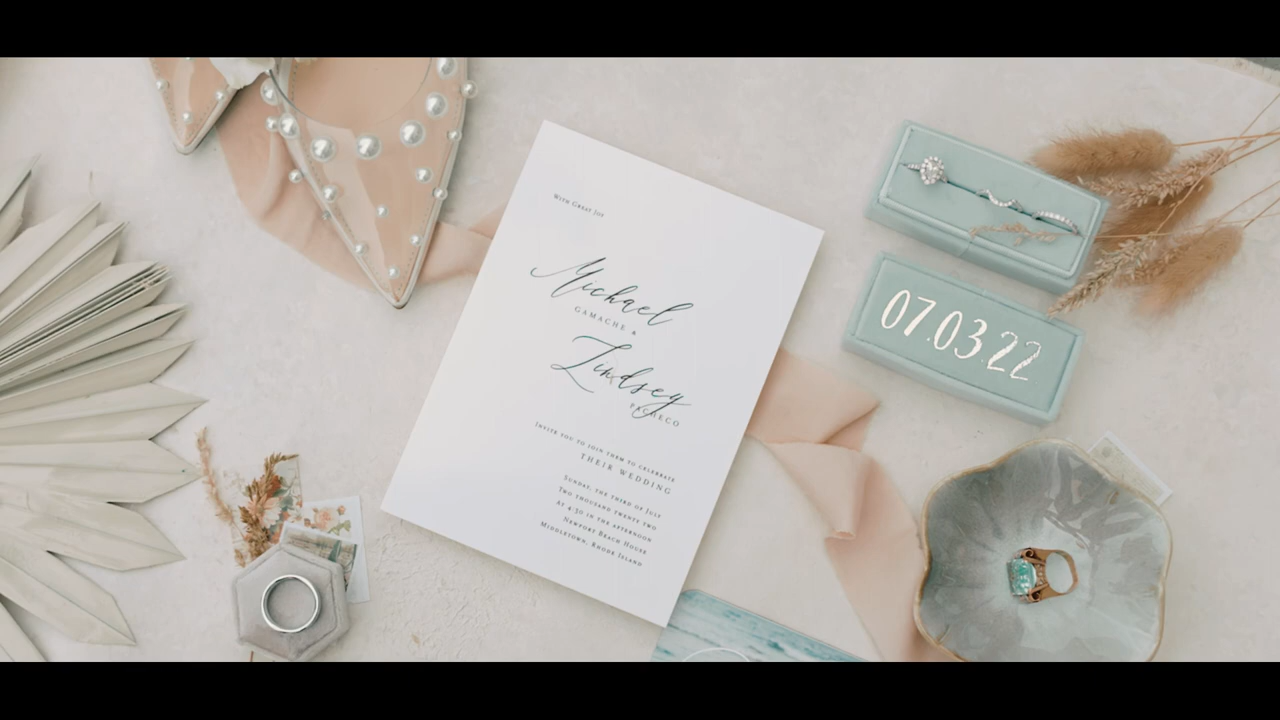 With Great Joy
Michael
GAMACHE &
Lindsey
PACHECO
Invite you to join them to celebrate
THEIR WEDDING
Sunday, the third of July
Two thousand twenty two
at 4:30 in the afternoon
Newport Beach House
Middletown, Rhode Island
07.03.22